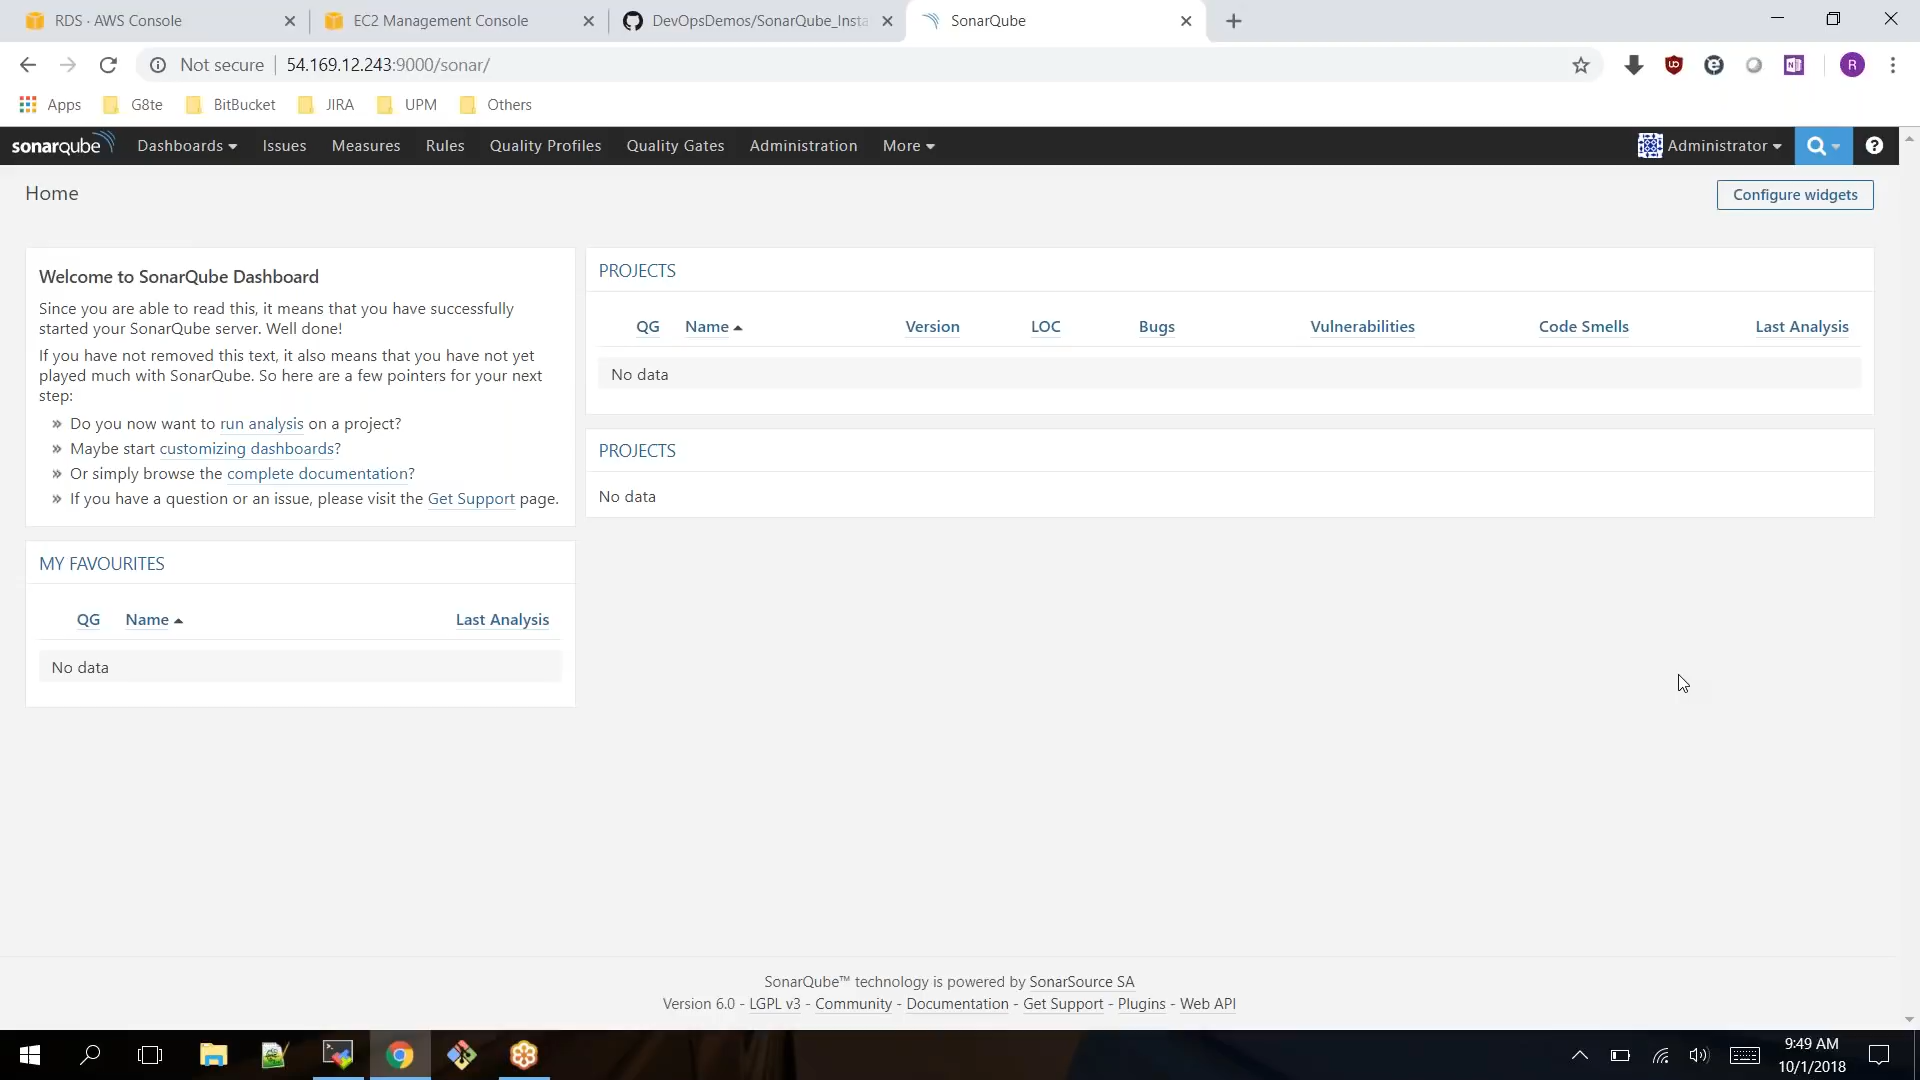 RDS · AWS Console
EC2 Management Console
DevOpsDemos/SonarQube_Insta
SonarQube
Not secure
54.169.12.243:9000/sonar/
R
Apps
G8te
BitBucket
JIRA
UPM
Others
sonarqube
Dashboards
Issues
Measures
Rules
Quality Profiles
Quality Gates
Administration
More
Administrator
Home
Configure widgets
Welcome to SonarQube Dashboard
Since you are able to read this, it means that you have successfully
started your SonarQube server. Well done!
If you have not removed this text, it also means that you have not yet
played much with SonarQube. So here are a few pointers for your next
step:
» Do you now want to run analysis on a project?
» Maybe start customizing dashboards?
» Or simply browse the complete documentation?
» If you have a question or an issue, please visit the Get Support page.
MY FAVOURITES
QG Name Last Analysis
No data
PROJECTS
QG Name Version LOC Bugs Vulnerabilities Code Smells Last Analysis
No data
PROJECTS
No data
SonarQube™ technology is powered by SonarSource SA
Version 6.0 - LGPL v3 - Community - Documentation - Get Support - Plugins - Web API
9:49 AM
10/1/2018